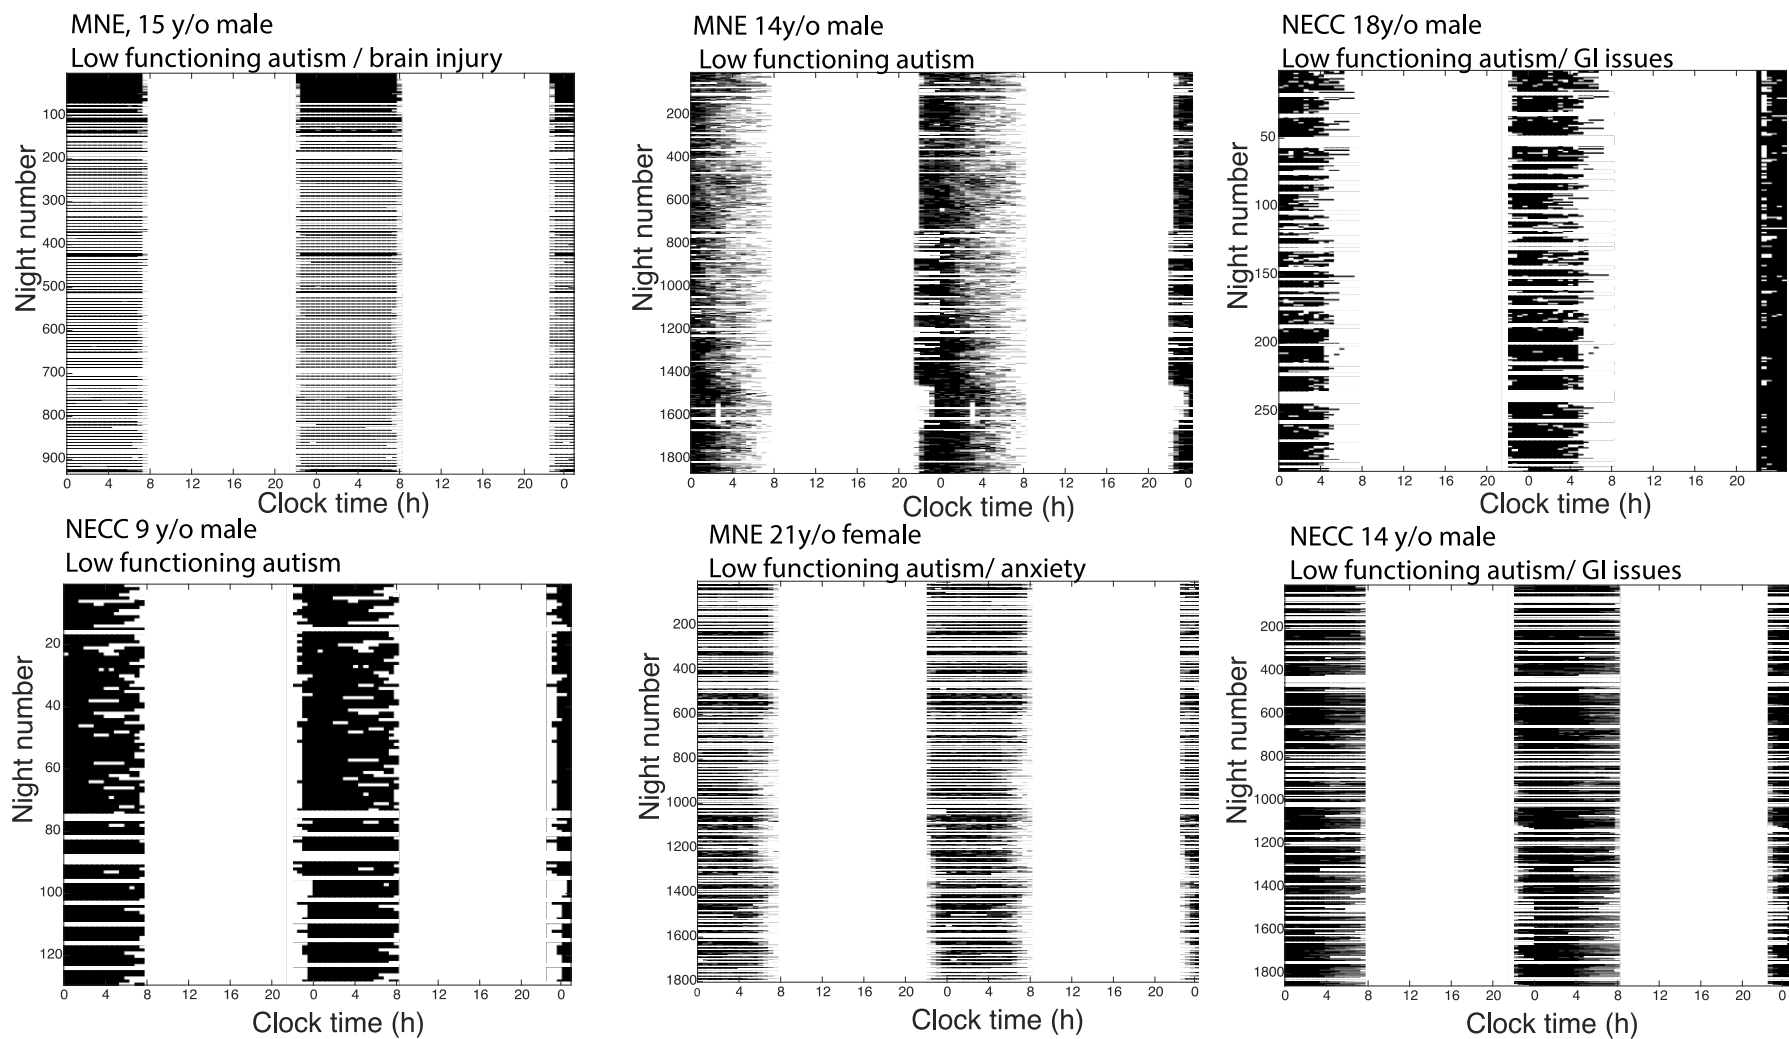 MNE, 15 y/o male
Low functioning autism / brain injury
Night number
100
200
300
400
500
600
700
800
900
0 4 8 12 16 20 0 4 8 12 16 20 0
Clock time (h)
MNE 14y/o male
Low functioning autism
Night number
200
400
600
800
1000
1200
1400
1600
1800
0 4 8 12 16 20 0 4 8 12 16 20 0
Clock time (h)
NECC 18y/o male
Low functioning autism/ GI issues
Night number
50
100
150
200
250
0 4 8 12 16 20 0 4 8 12 16 20
Clock time (h)
NECC 9 y/o male
Low functioning autism
Night number
20
40
60
80
100
120
0 4 8 12 16 20 0 4 8 12 16 20 0
Clock time (h)
MNE 21y/o female
Low functioning autism/ anxiety
Night number
200
400
600
800
1000
1200
1400
1600
1800
0 4 8 12 16 20 0 4 8 12 16 20 0
Clock time (h)
NECC 14 y/o male
Low functioning autism/ GI issues
Night number
200
400
600
800
1000
1200
1400
1600
1800
0 4 8 12 16 20 0 4 8 12 16 20 0
Clock time (h)